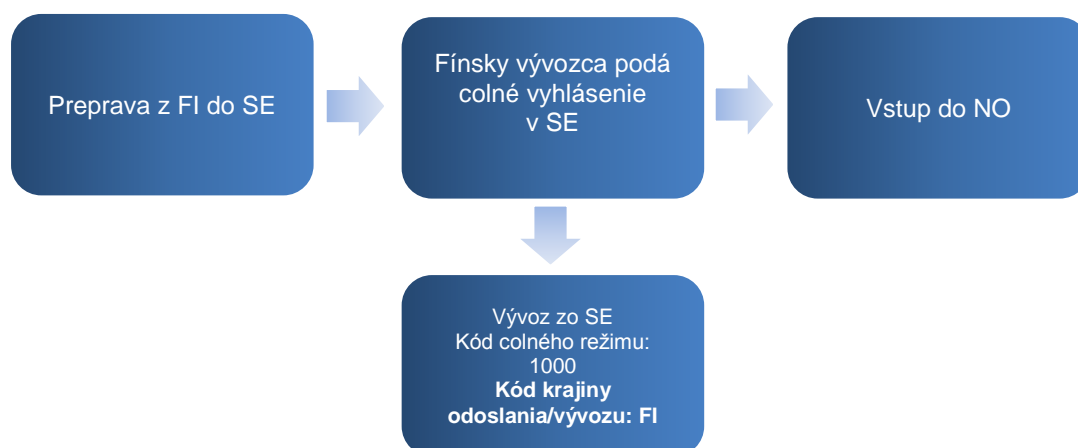 Preprava z FI do SE
Fínsky vývozca podá
colné vyhlásenie
v SE
Vstup do NO
Vývoz zo SE
Kód colného režimu:
1000
Kód krajiny
odoslania/vývozu: FI